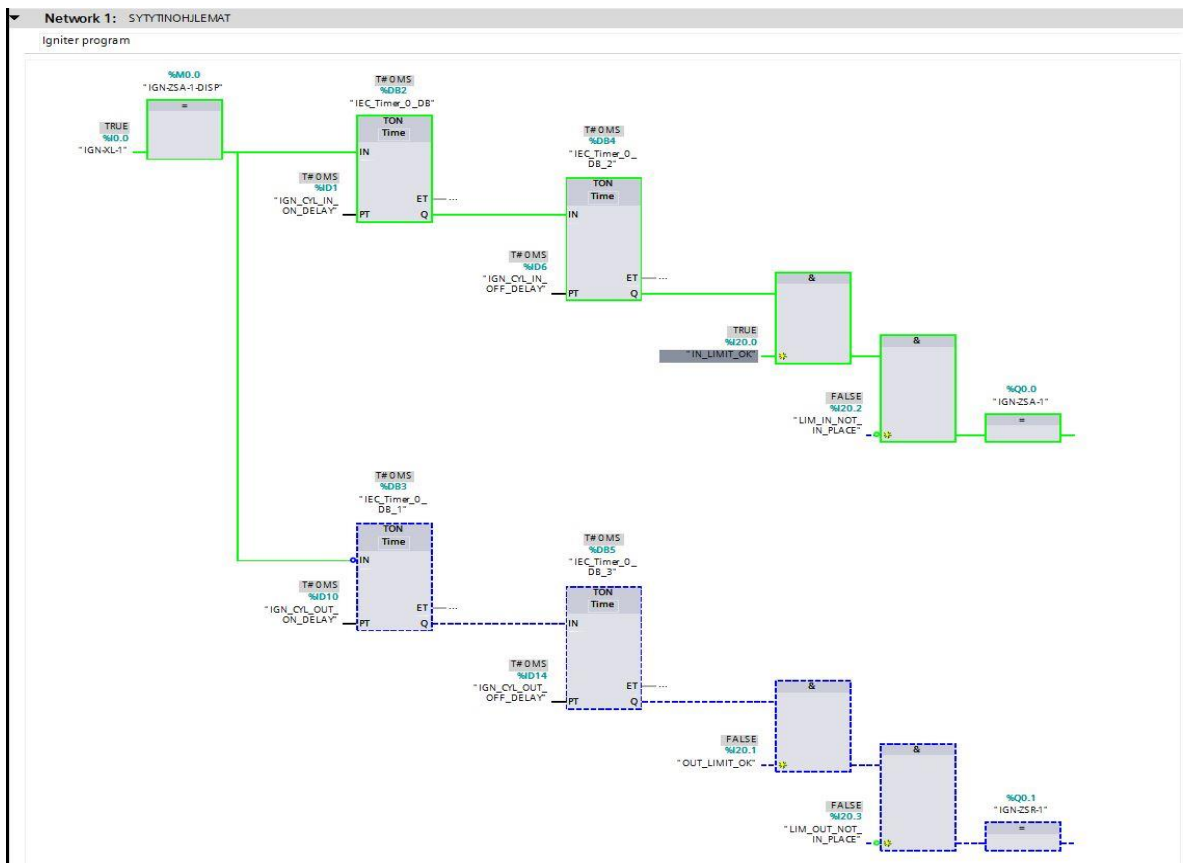 Network 1: SYTYTINOHJLEMAT
Igniter program
%M0.0
"IGN-ZSA-1-DISP"
=
TRUE
%I0.0
"IGN-XL-1"
T#0MS
%DB2
"IEC_Timer_0_DB"
TON
Time
IN
T#0MS
%ID1
"IGN_CYL_IN_
ON_DELAY"
PT
ET
...
Q
T#0MS
%DB4
"IEC_Timer_0_
DB_2"
TON
Time
IN
T#0MS
%ID6
"IGN_CYL_IN_
OFF_DELAY"
PT
ET
...
Q
&
TRUE
%I20.0
"IN_LIMIT_OK"
&
FALSE
%I20.2
"LIM_IN_NOT_
IN_PLACE"
%Q0.0
"IGN-ZSA-1"
=
T#0MS
%DB3
"IEC_Timer_0_
DB_1"
TON
Time
IN
T#0MS
%ID10
"IGN_CYL_OUT_
ON_DELAY"
PT
ET
...
Q
T#0MS
%DB5
"IEC_Timer_0_
DB_3"
TON
Time
IN
T#0MS
%ID14
"IGN_CYL_OUT_
OFF_DELAY"
PT
ET
...
Q
&
FALSE
%I20.1
"OUT_LIMIT_OK"
&
FALSE
%I20.3
"LIM_OUT_NOT_
IN_PLACE"
%Q0.1
"IGN-ZSR-1"
=